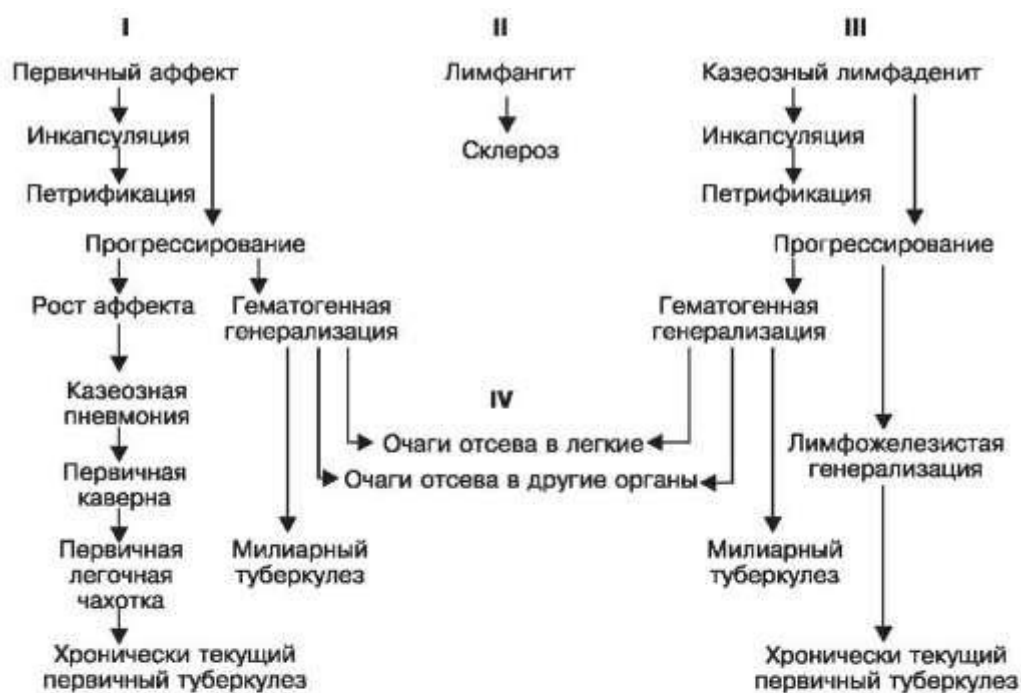 I II III
Первичный аффект Лимфангит Казеозный лимфаденит
Инкапсуляция Склероз Инкапсуляция
Петрификация Петрификация
Прогрессирование Прогрессирование
Рост аффекта Гематогенная Гематогенная
генерализация генерализация
Казеозная
пневмония
IV
Очаги отсева в легкие Лимфожелезистая
генерализация
Первичная
каверна
Очаги отсева в другие органы
Первичная Милиарный Милиарный
легочная туберкулез туберкулез
чахотка
Хронически текущий Хронически текущий
первичный туберкулез первичный туберкулез